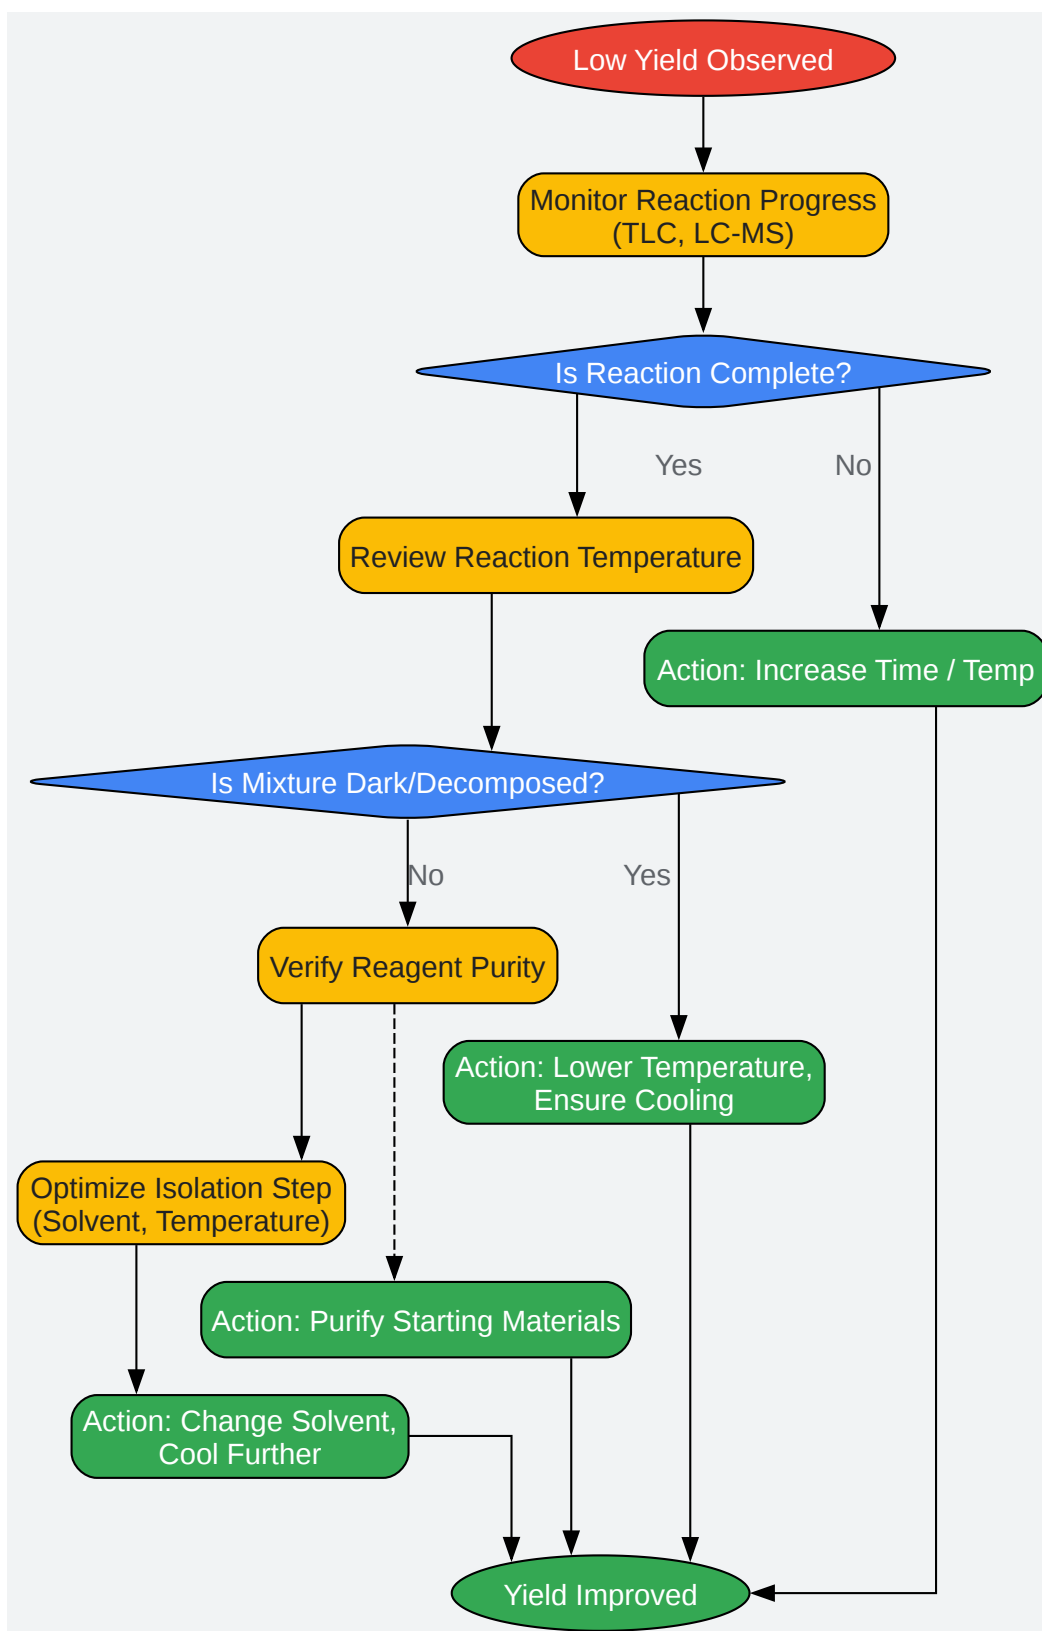 Low Yield Observed
Monitor Reaction Progress
(TLC, LC-MS)
Is Reaction Complete?
Yes
No
Review Reaction Temperature
Action: Increase Time / Temp
Is Mixture Dark/Decomposed?
No
Yes
Verify Reagent Purity
Action: Lower Temperature,
Ensure Cooling
Optimize Isolation Step
(Solvent, Temperature)
Action: Purify Starting Materials
Action: Change Solvent,
Cool Further
Yield Improved